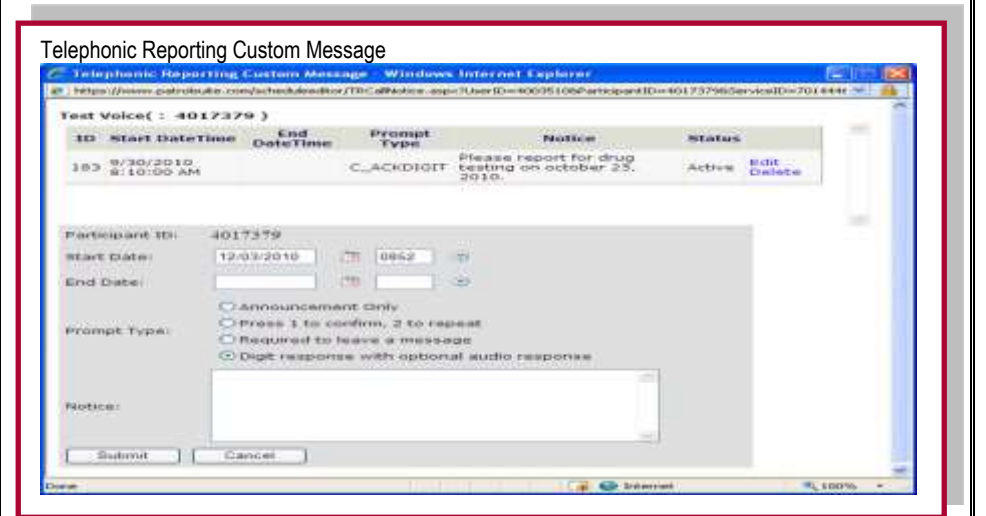 Telephonic Reporting Custom Message
Telephonic Reporting Custom Message - Windows Internet Explorer
Test Voice( : 4017379 )
ID Start DateTime End DateTime Prompt Type Notice Status
183 9/30/2010 8:10:00 AM C_ACKDIGIT Please report for drug testing on october 25, 2010. Active Edit Delete
Participant ID: 4017379
Start Date: 12/03/2010 0852
End Date:
Announcement Only
Press 1 to confirm, 2 to repeat
Prompt Type:
Required to leave a message
Digit response with optional audio response
Notice:
Submit Cancel
Done Internet 100%